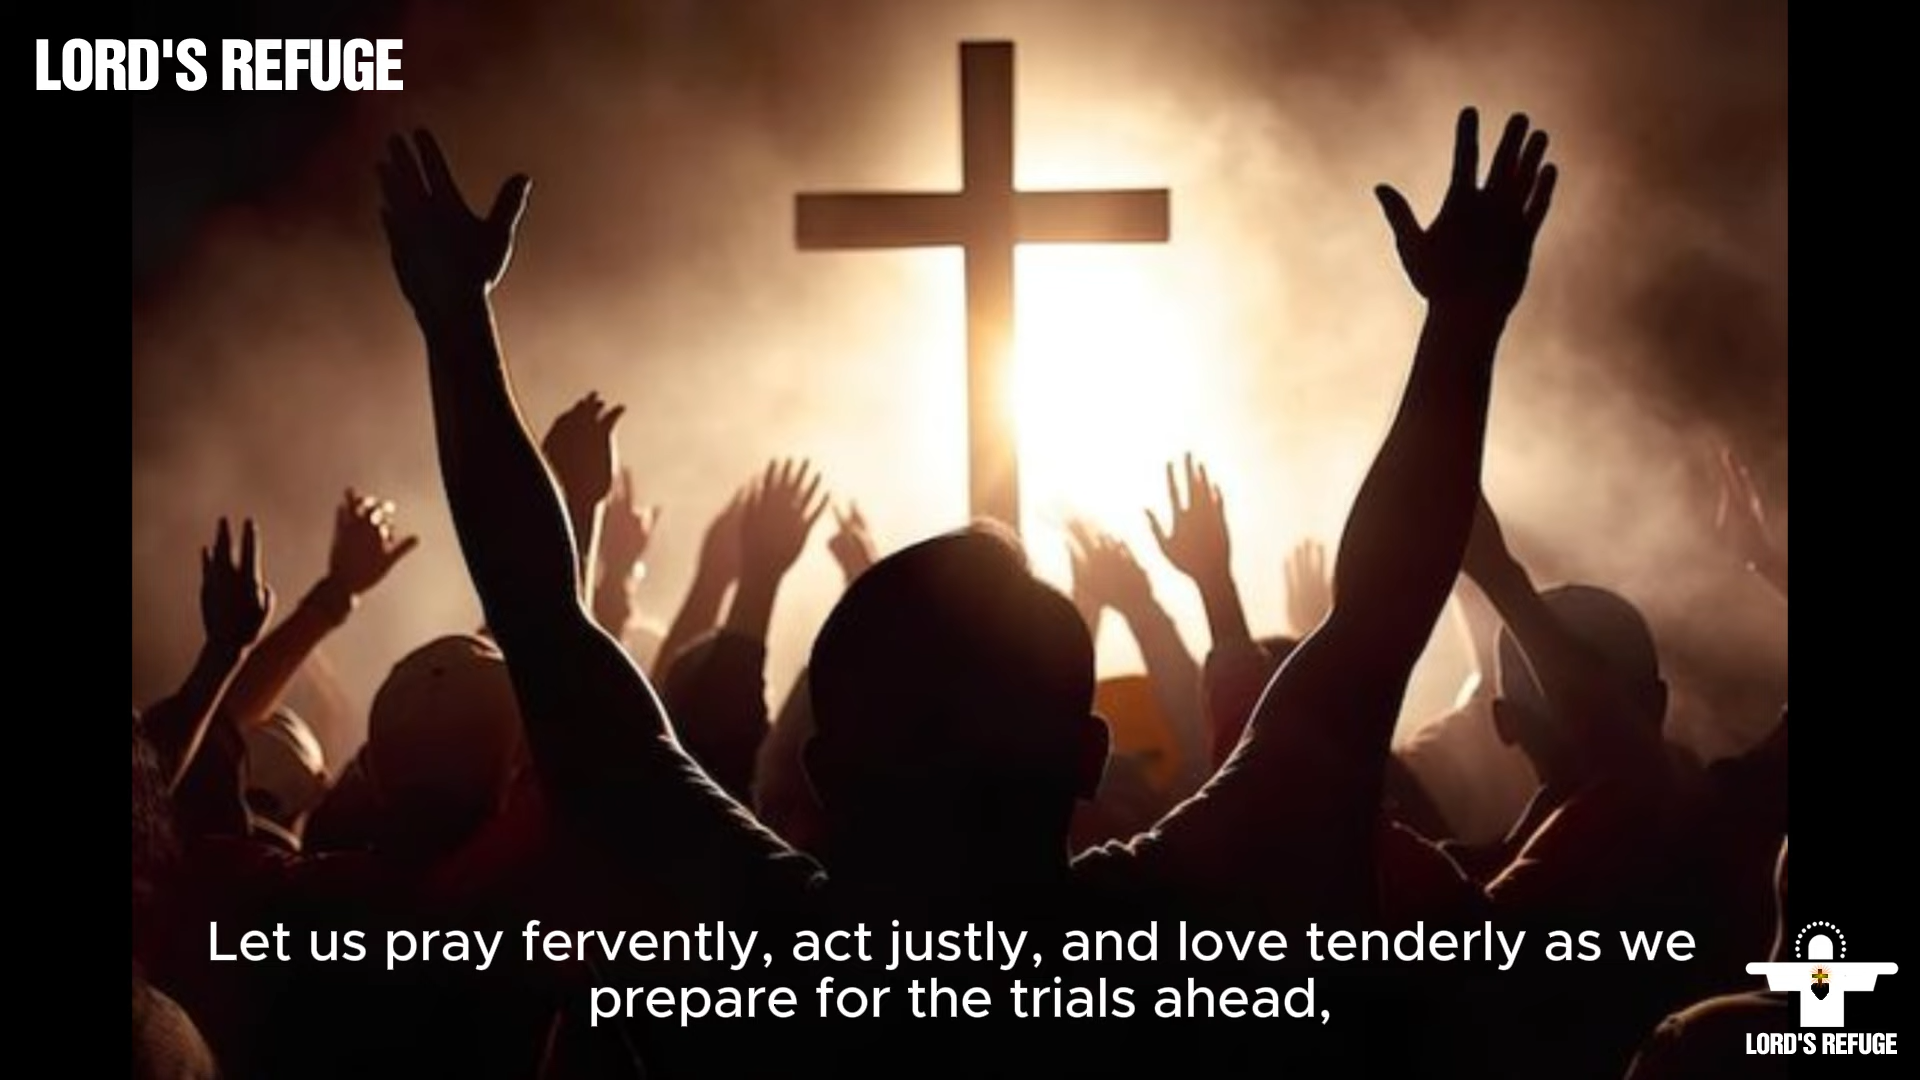 LORD'S REFUGE
Let us pray fervently, act justly, and love tenderly as we
prepare for the trials ahead,
LORD'S REFUGE